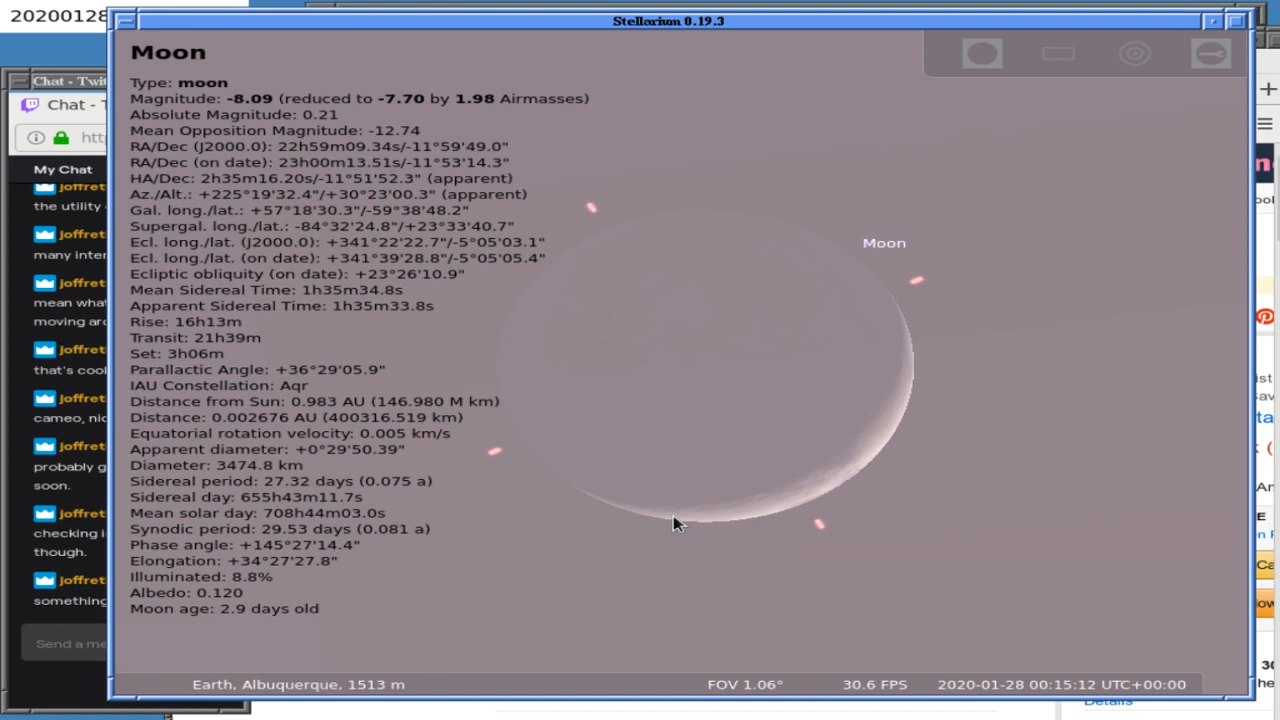 20200128
Stellarium 0.19.3
Chat - Twit
Chat - T
http
My Chat
joffret
the utility
joffret
many inter
joffret
mean what
moving arc
joffret
that's cool
joffret
cameo, nic
joffret
probably g
soon.
joffret
checking i
though.
joffret
something
Send a me
Moon
Type: moon
Magnitude: -8.09 (reduced to -7.70 by 1.98 Airmasses)
Absolute Magnitude: 0.21
Mean Opposition Magnitude: -12.74
RA/Dec (J2000.0): 22h59m09.34s/-11°59'49.0"
RA/Dec (on date): 23h00m13.51s/-11°53'14.3"
HA/Dec: 2h35m16.20s/-11°51'52.3" (apparent)
Az./Alt.: +225°19'32.4"/+30°23'00.3" (apparent)
Gal. long./lat.: +57°18'30.3"/-59°38'48.2"
Supergal. long./lat.: -84°32'24.8"/+23°33'40.7"
Ecl. long./lat. (J2000.0): +341°22'22.7"/-5°05'03.1"
Ecl. long./lat. (on date): +341°39'28.8"/-5°05'05.4"
Ecliptic obliquity (on date): +23°26'10.9"
Mean Sidereal Time: 1h35m34.8s
Apparent Sidereal Time: 1h35m33.8s
Rise: 16h13m
Transit: 21h39m
Set: 3h06m
Parallactic Angle: +36°29'05.9"
IAU Constellation: Aqr
Distance from Sun: 0.983 AU (146.980 M km)
Distance: 0.002676 AU (400316.519 km)
Equatorial rotation velocity: 0.005 km/s
Apparent diameter: +0°29'50.39"
Diameter: 3474.8 km
Sidereal period: 27.32 days (0.075 a)
Sidereal day: 655h43m11.7s
Mean solar day: 708h44m03.0s
Synodic period: 29.53 days (0.081 a)
Phase angle: +145°27'14.4"
Elongation: +34°27'27.8"
Illuminated: 8.8%
Albedo: 0.120
Moon age: 2.9 days old
Moon
Earth, Albuquerque, 1513 m
FOV 1.06°
30.6 FPS
2020-01-28 00:15:12 UTC+00:00
Details